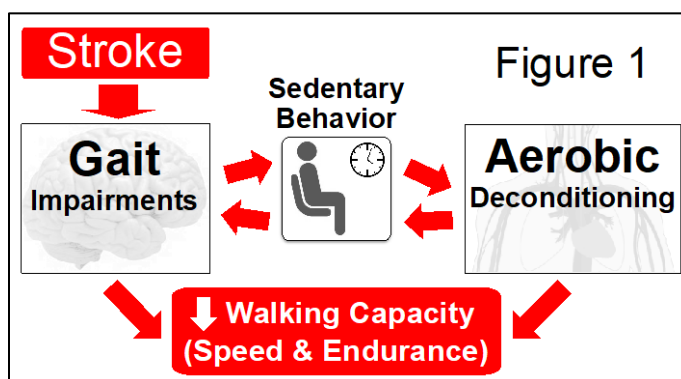 Stroke
Figure 1
Sedentary
Behavior
Gait
Impairments
Aerobic
Deconditioning
Walking Capacity
(Speed & Endurance)